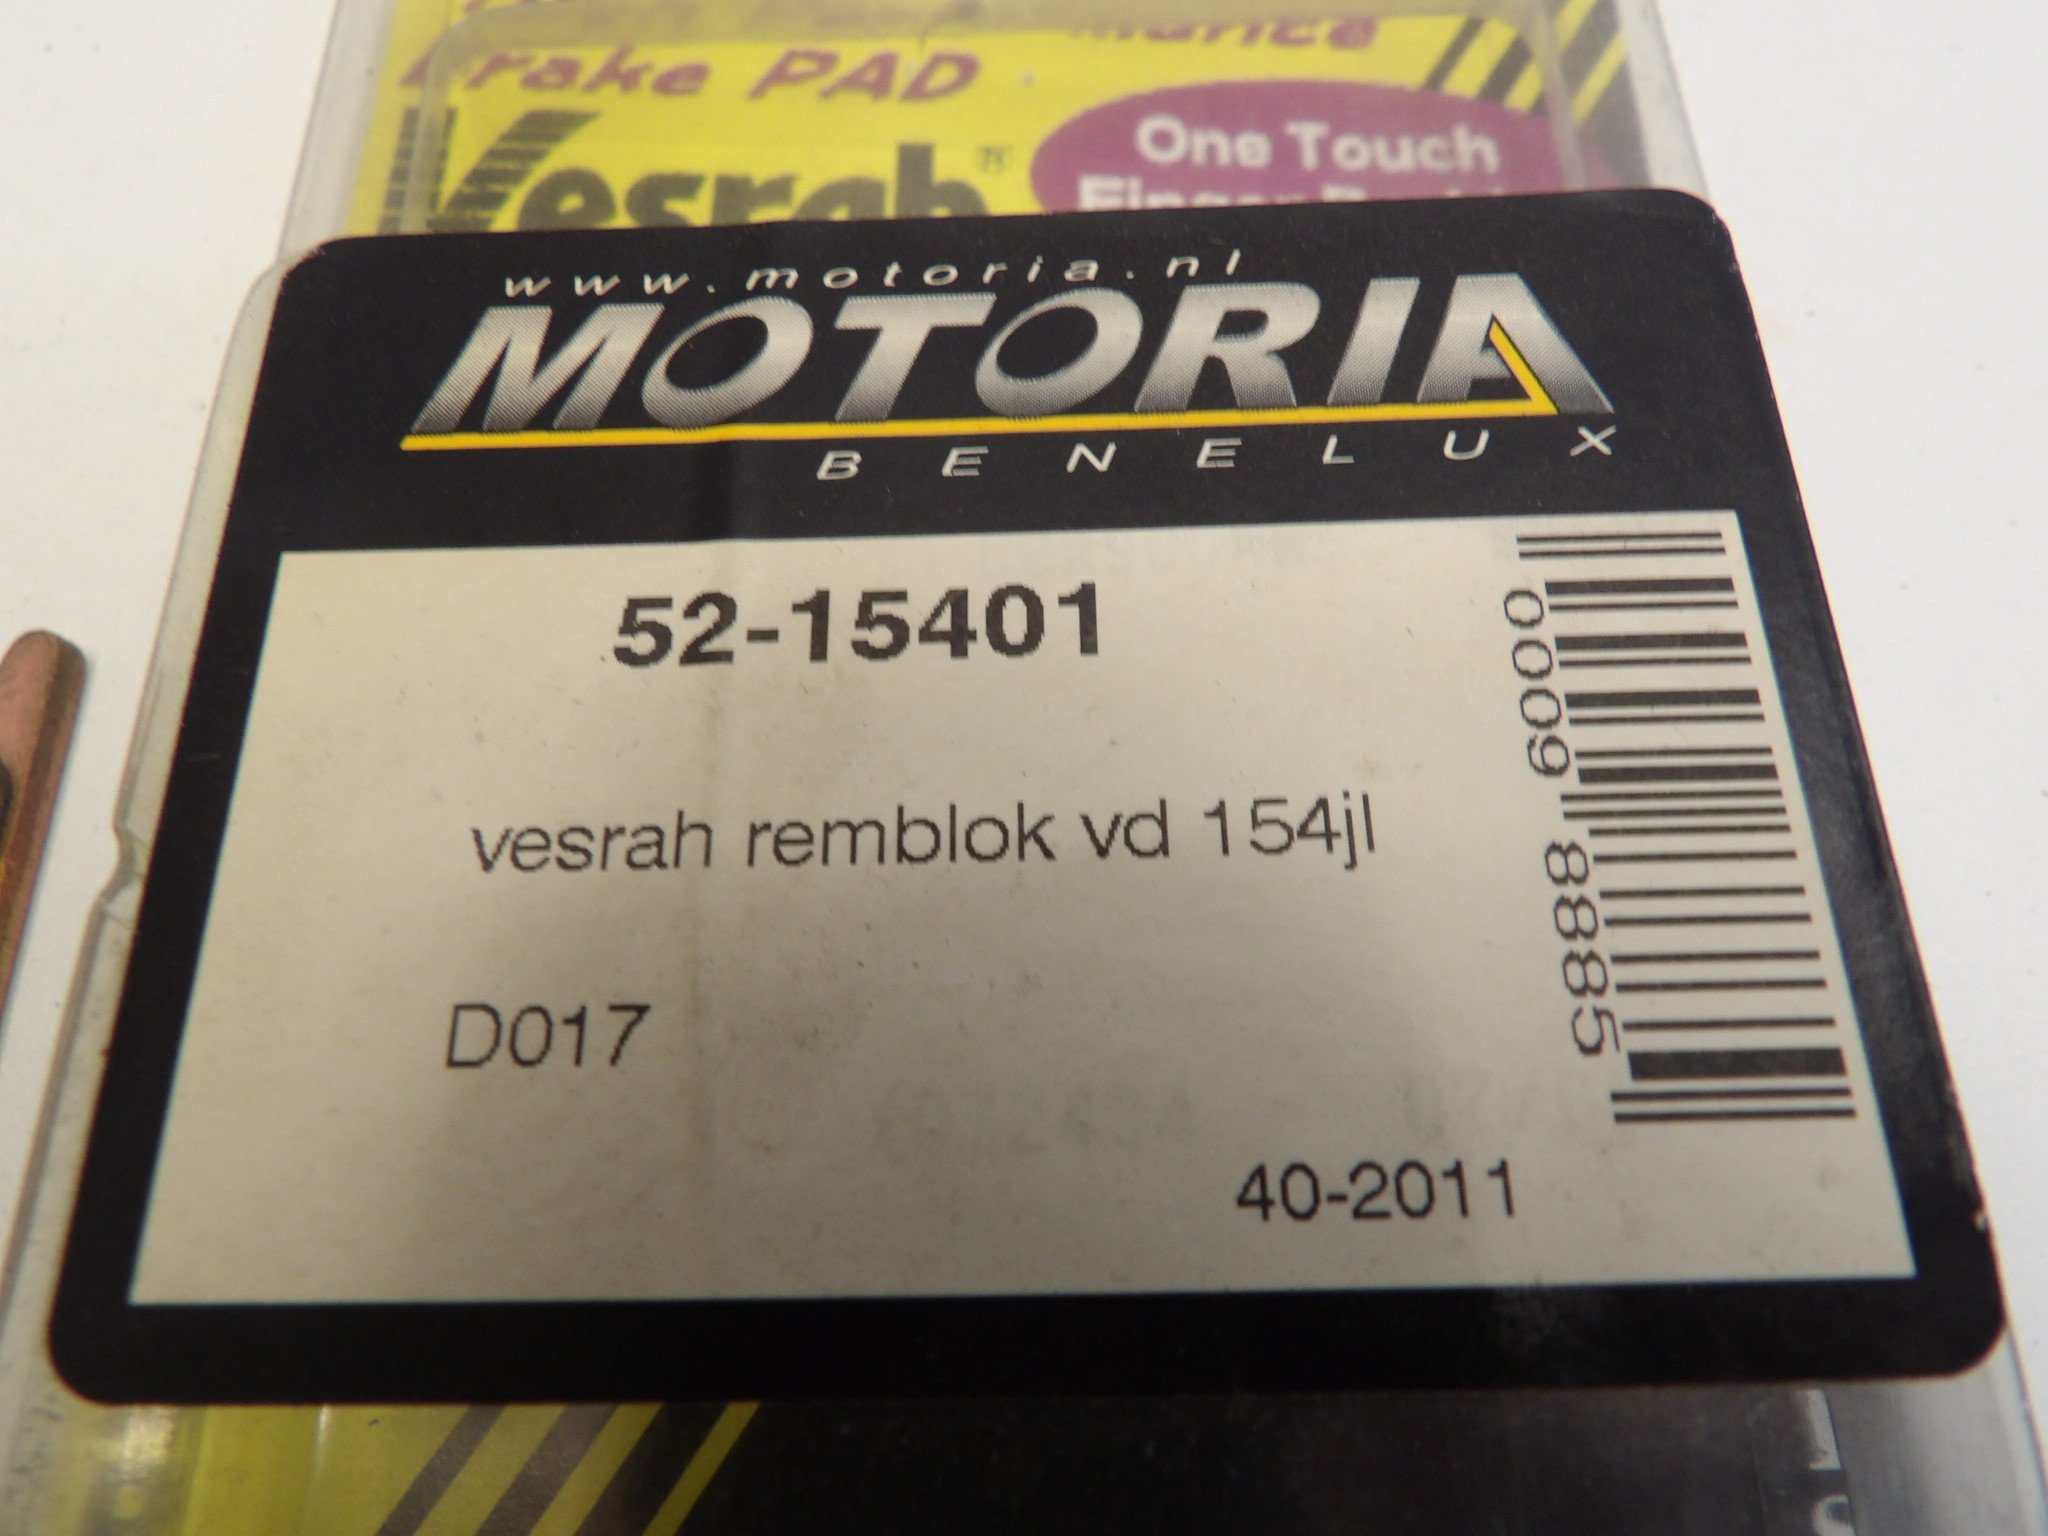 Brake PAD
Vesrah®
One Touch
www.motoria.nl
MOTORIA
BENELUX
52-15401
0009 8885
vesrah remblok vd 154jl
D017
40-2011